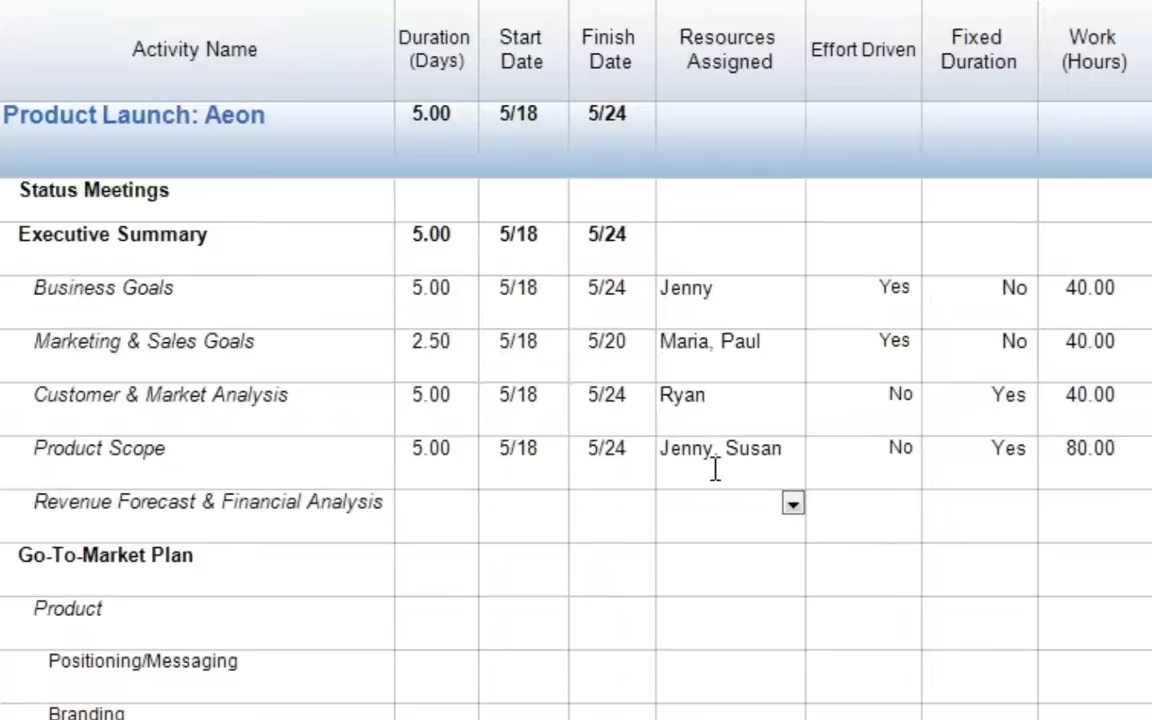 Activity Name Duration (Days) Start Date Finish Date Resources Assigned Effort Driven Fixed Duration Work (Hours)
Product Launch: Aeon 5.00 5/18 5/24
Status Meetings
Executive Summary 5.00 5/18 5/24
Business Goals 5.00 5/18 5/24 Jenny Yes No 40.00
Marketing & Sales Goals 2.50 5/18 5/20 Maria, Paul Yes No 40.00
Customer & Market Analysis 5.00 5/18 5/24 Ryan No Yes 40.00
Product Scope 5.00 5/18 5/24 Jenny, Susan No Yes 80.00
Revenue Forecast & Financial Analysis
Go-To-Market Plan
Product
Positioning/Messaging
Branding